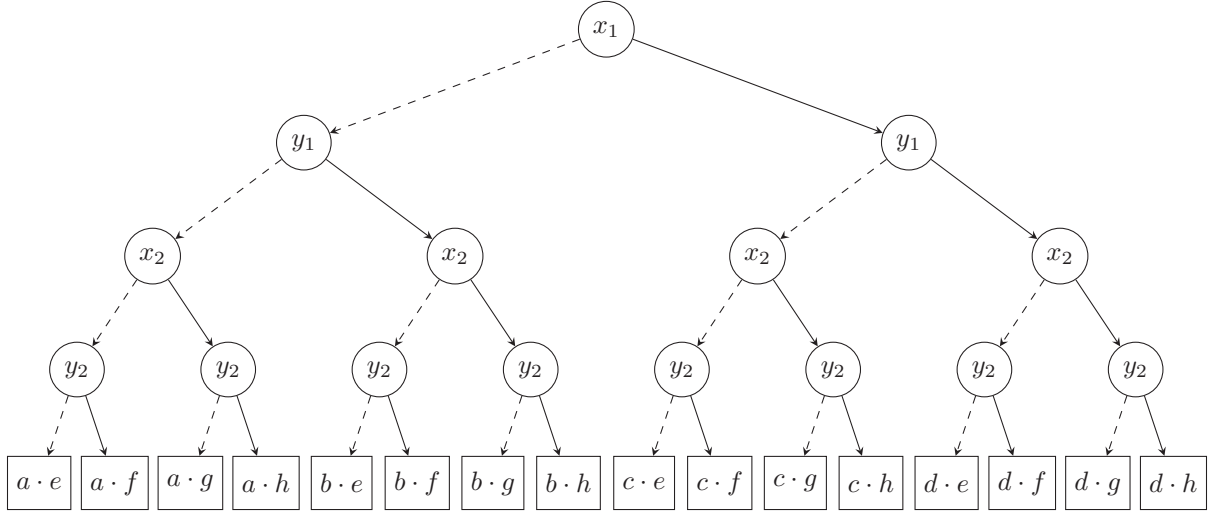 x₁
y₁ y₁
x₂ x₂ x₂ x₂
y₂ y₂ y₂ y₂ y₂ y₂ y₂ y₂
a · e a · f a · g a · h b · e b · f b · g b · h c · e c · f c · g c · h d · e d · f d · g d · h